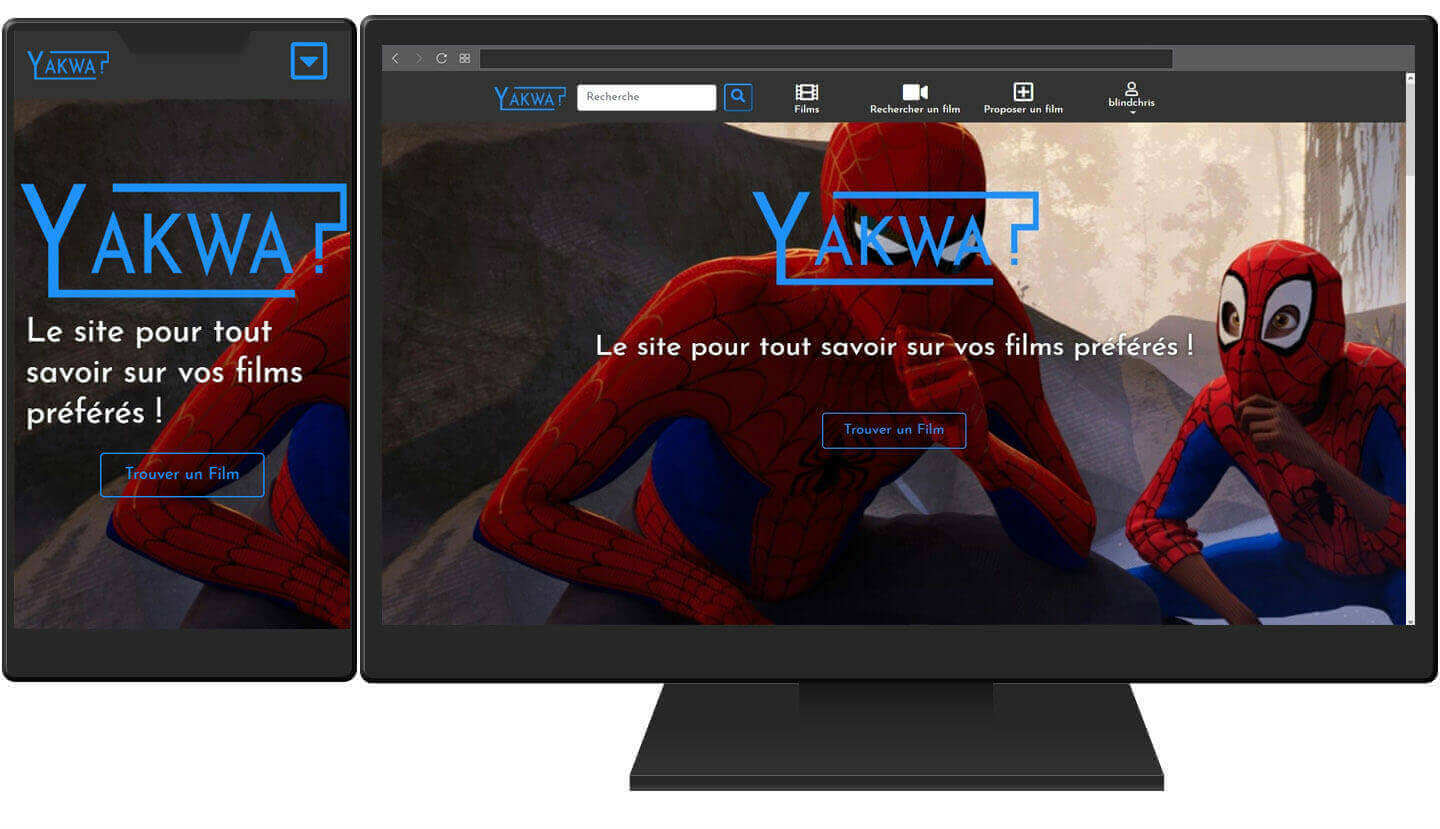 YAKWA?
YAKWA?
Le site pour tout
savoir sur vos films
préférés !
Trouver un Film
YAKWA?
Recherche
Films
Rechercher un film
Proposer un film
blindchris
YAKWA?
Le site pour tout savoir sur vos films préférés !
Trouver un Film